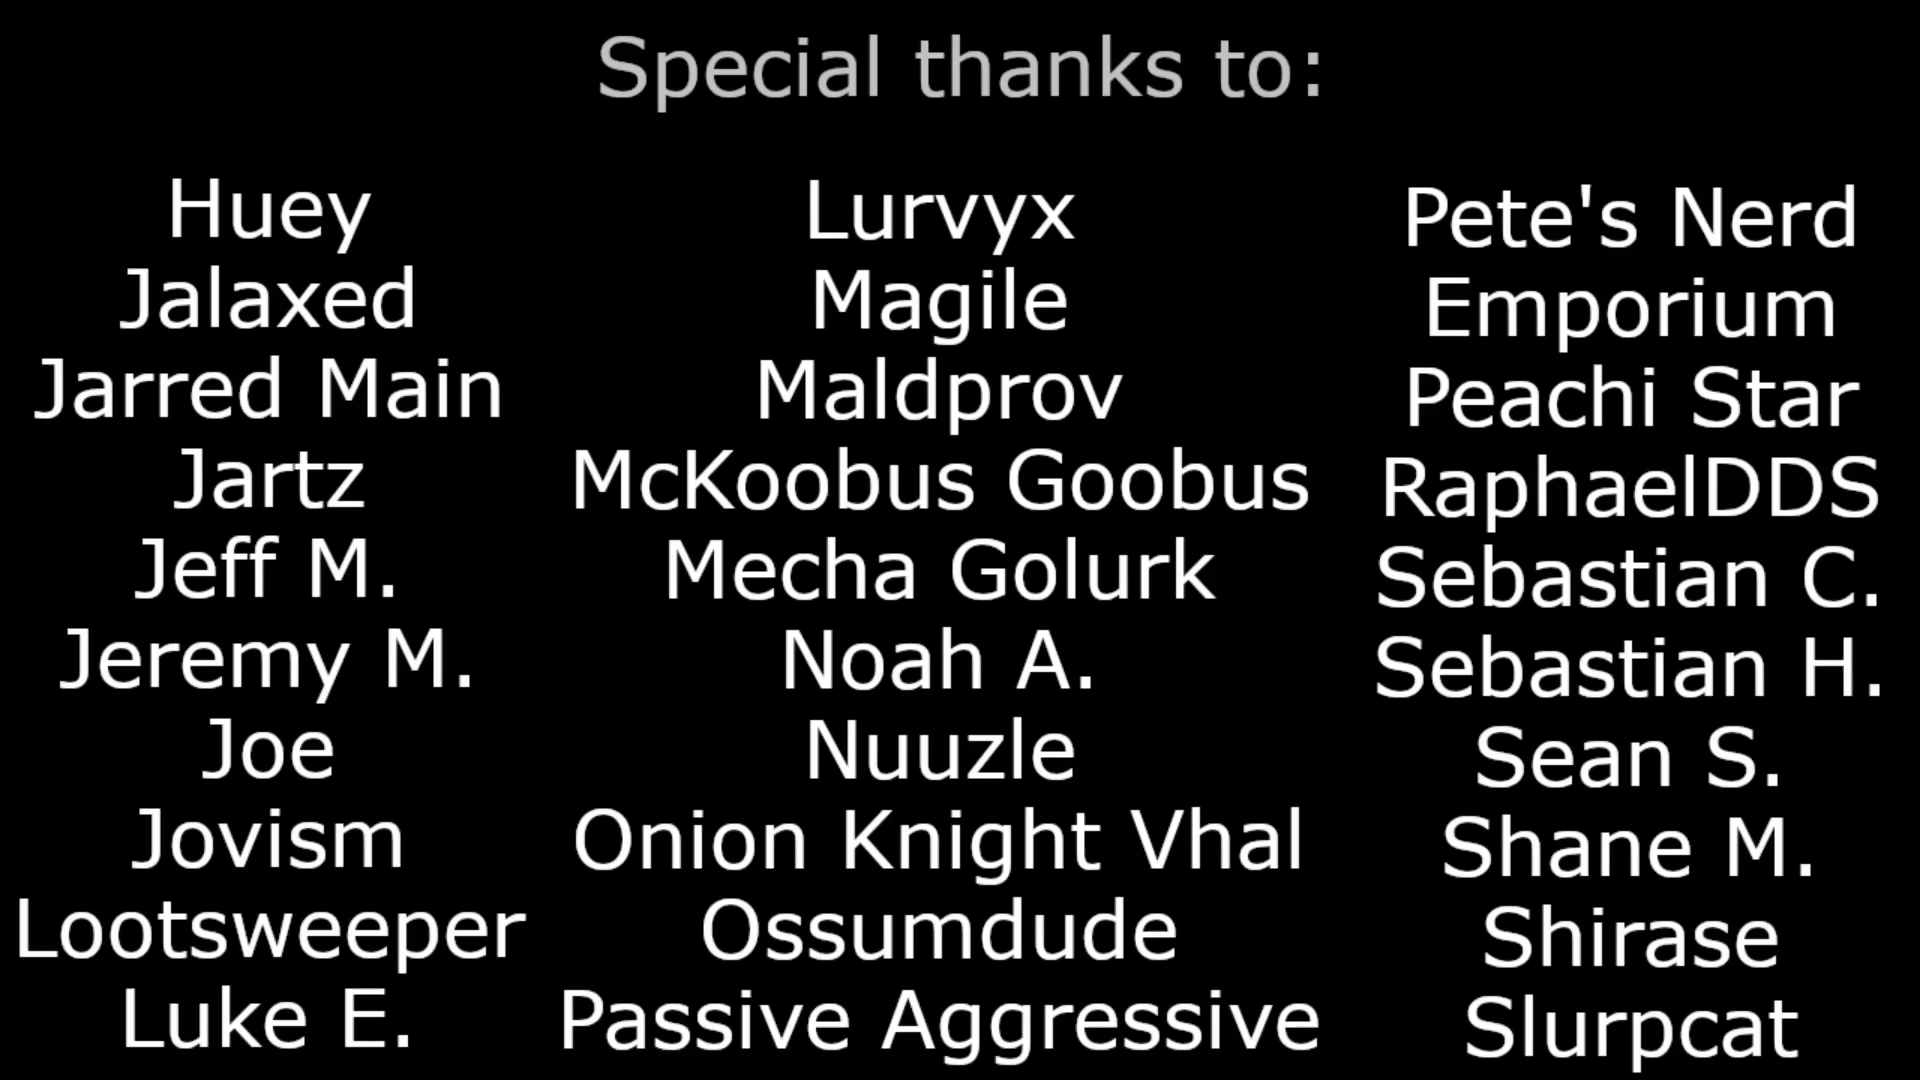 Special thanks to:
Huey
Jalaxed
Jarred Main
Jartz
Jeff M.
Jeremy M.
Joe
Jovism
Lootsweeper
Luke E.
Lurvyx
Magile
Maldprov
McKoobus Goobus
Mecha Golurk
Noah A.
Nuuzle
Onion Knight Vhal
Ossumdude
Passive Aggressive
Pete's Nerd
Emporium
Peachi Star
RaphaelDDS
Sebastian C.
Sebastian H.
Sean S.
Shane M.
Shirase
Slurpcat